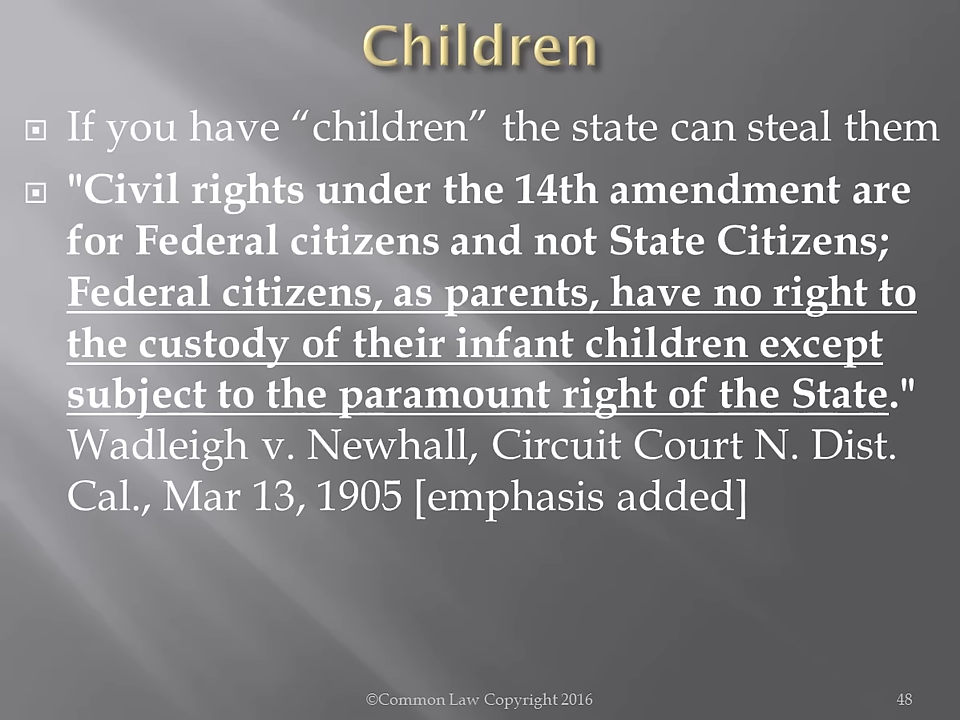 Children
If you have “children” the state can steal them
"Civil rights under the 14th amendment are
for Federal citizens and not State Citizens;
Federal citizens, as parents, have no right to
the custody of their infant children except
subject to the paramount right of the State."
Wadleigh v. Newhall, Circuit Court N. Dist.
Cal., Mar 13, 1905 [emphasis added]
©Common Law Copyright 2016
48